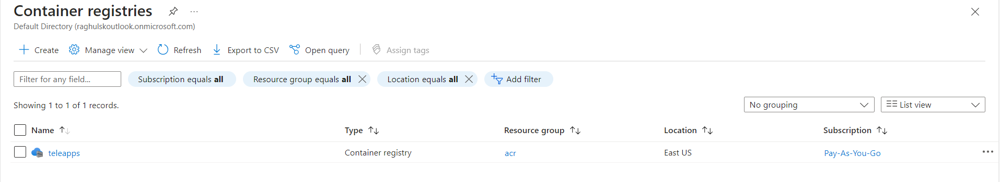 Container registries
Default Directory (raghulskoutlook.onmicrosoft.com)
Create Manage view Refresh Export to CSV Open query Assign tags
Filter for any field... Subscription equals all Resource group equals all Location equals all Add filter
Showing 1 to 1 of 1 records. No grouping List view
Name Type Resource group Location Subscription
teleapps Container registry acr East US Pay-As-You-Go